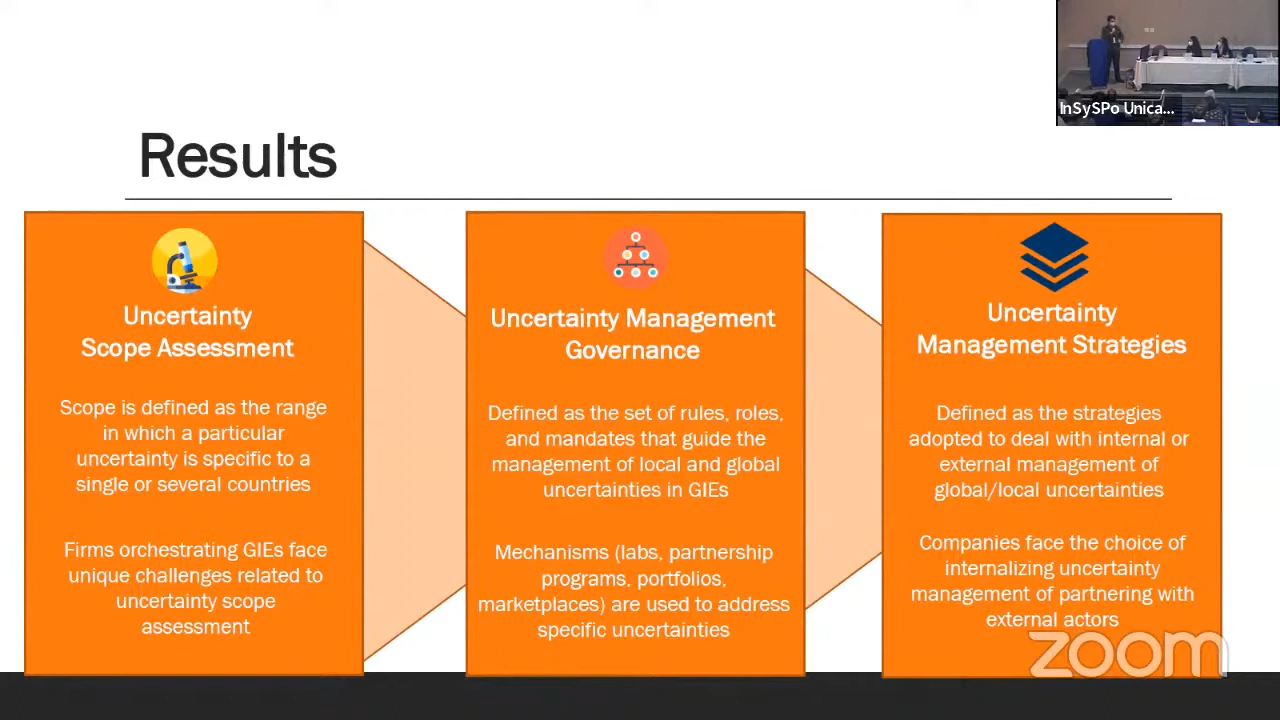 InSySPo Unica...
Results
Uncertainty
Scope Assessment
Scope is defined as the range
in which a particular
uncertainty is specific to a
single or several countries
Firms orchestrating GIEs face
unique challenges related to
uncertainty scope
assessment
Uncertainty Management
Governance
Defined as the set of rules, roles,
and mandates that guide the
management of local and global
uncertainties in GIEs
Mechanisms (labs, partnership
programs, portfolios,
marketplaces) are used to address
specific uncertainties
Uncertainty
Management Strategies
Defined as the strategies
adopted to deal with internal or
external management of
global/local uncertainties
Companies face the choice of
internalizing uncertainty
management of partnering with
external actors
zoom